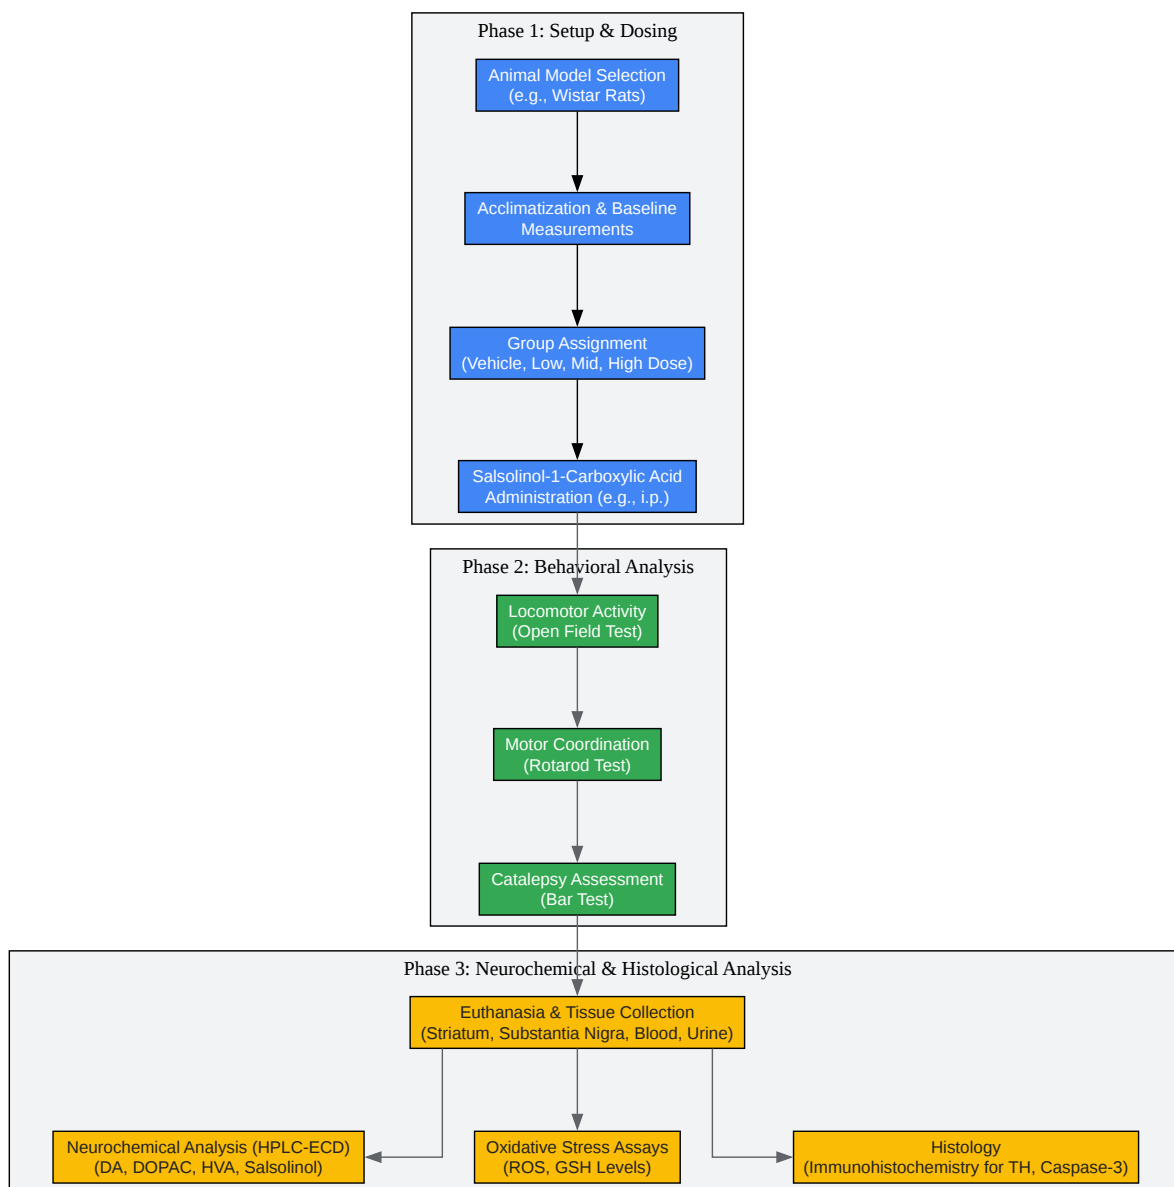 Phase 1: Setup & Dosing
Animal Model Selection
(e.g., Wistar Rats)
Acclimatization & Baseline
Measurements
Group Assignment
(Vehicle, Low, Mid, High Dose)
Salsolinol-1-Carboxylic Acid
Administration (e.g., i.p.)
Phase 2: Behavioral Analysis
Locomotor Activity
(Open Field Test)
Motor Coordination
(Rotarod Test)
Catalepsy Assessment
(Bar Test)
Phase 3: Neurochemical & Histological Analysis
Euthanasia & Tissue Collection
(Striatum, Substantia Nigra, Blood, Urine)
Neurochemical Analysis (HPLC-ECD)
(DA, DOPAC, HVA, Salsolinol)
Oxidative Stress Assays
(ROS, GSH Levels)
Histology
(Immunohistochemistry for TH, Caspase-3)